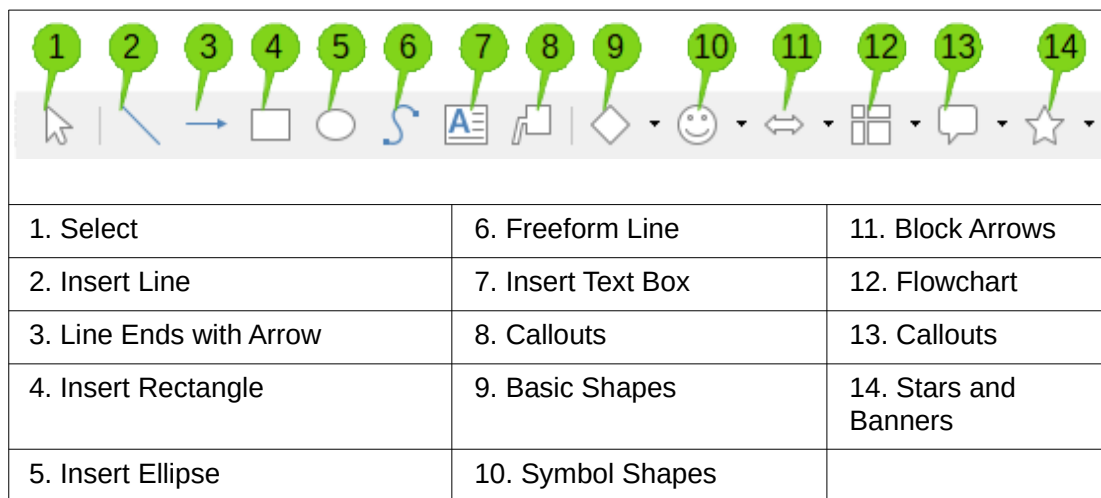 1 2 3 4 5 6 7 8 9 10 11 12 13 14
A
1. Select 6. Freeform Line 11. Block Arrows
2. Insert Line 7. Insert Text Box 12. Flowchart
3. Line Ends with Arrow 8. Callouts 13. Callouts
4. Insert Rectangle 9. Basic Shapes 14. Stars and
Banners
5. Insert Ellipse 10. Symbol Shapes